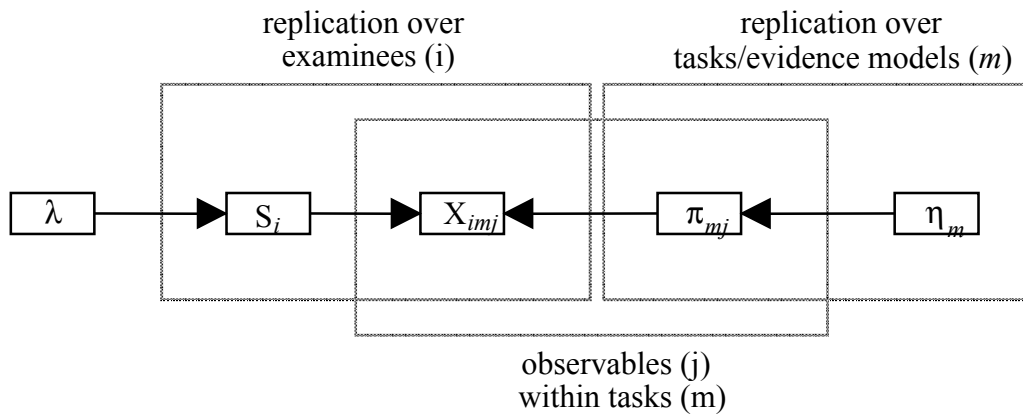 replication over
examinees (i)
replication over
tasks/evidence models (m)
λ
S_i
X_imj
π_mj
η_m
observables (j)
within tasks (m)